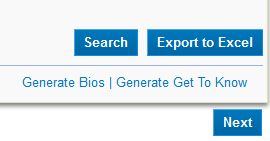 Search Export to Excel
Generate Bios | Generate Get To Know
Next